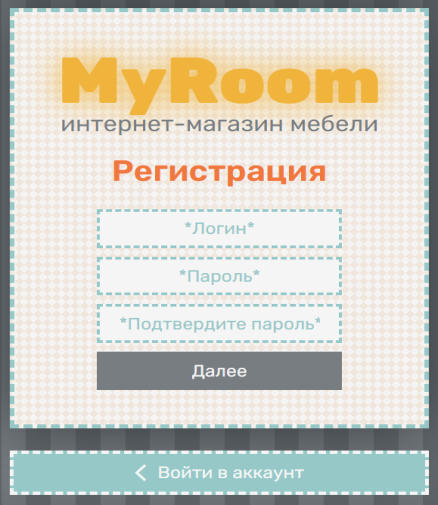 MyRoom
интернет-магазин мебели
Регистрация
*Логин*
*Пароль*
*Подтвердите пароль*
Далее
Войти в аккаунт